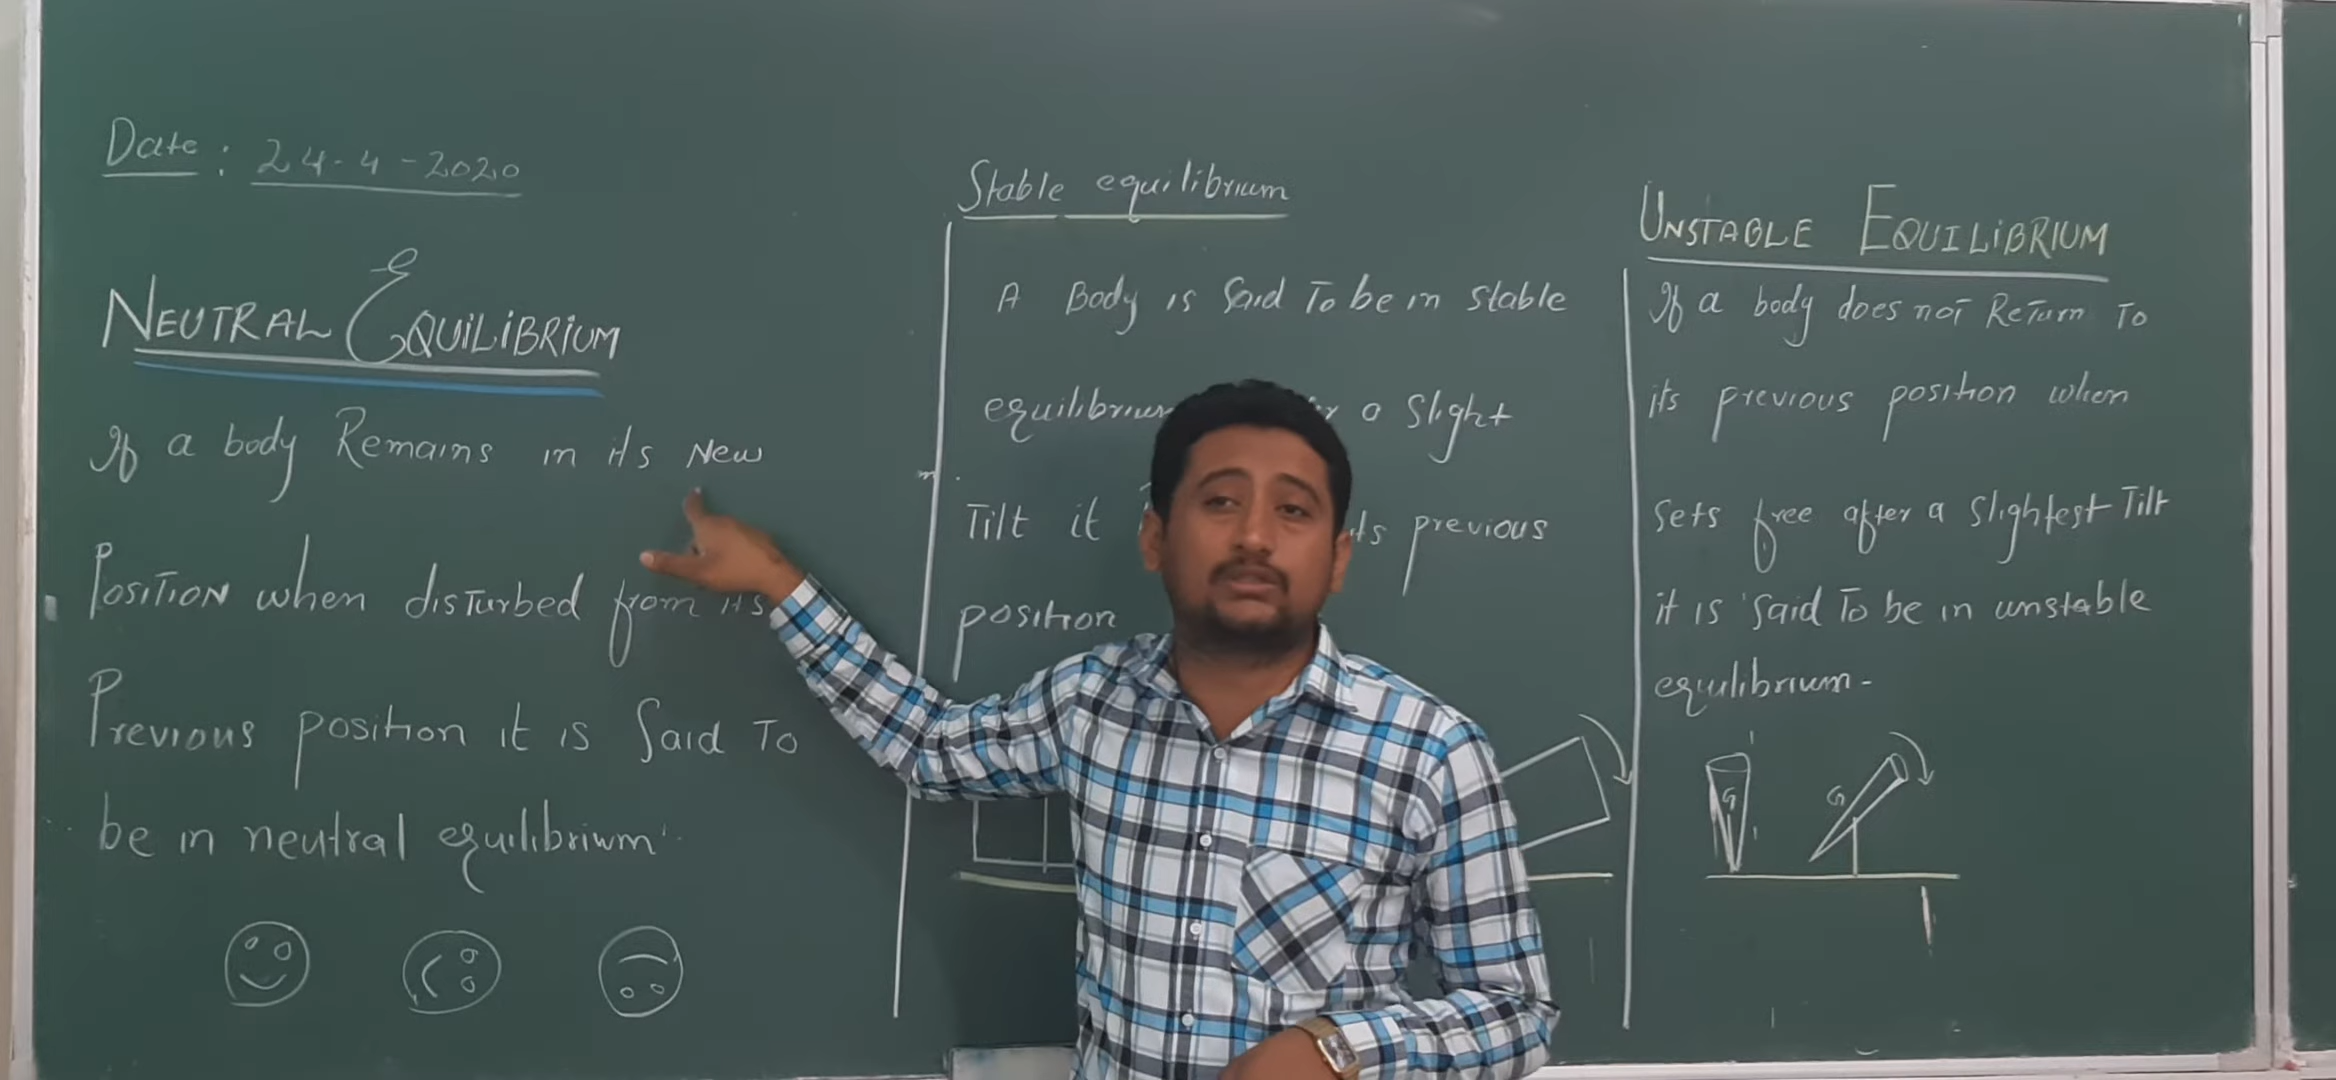 Date: 24-4-2020
NEUTRAL EQUILIBRIUM
If a body Remains in its New
Position when disturbed from its
Previous position it is Said To
be in neutral equilibrium.
Stable equilibrium
A Body is Said To be in stable
a Slight
Tilt it its previous
position
UNSTABLE EQUILIBRIUM
If a body does not Return To
its previous position when
sets free after a slightest Tilt
it is said To be in unstable
equilibrium-
G G